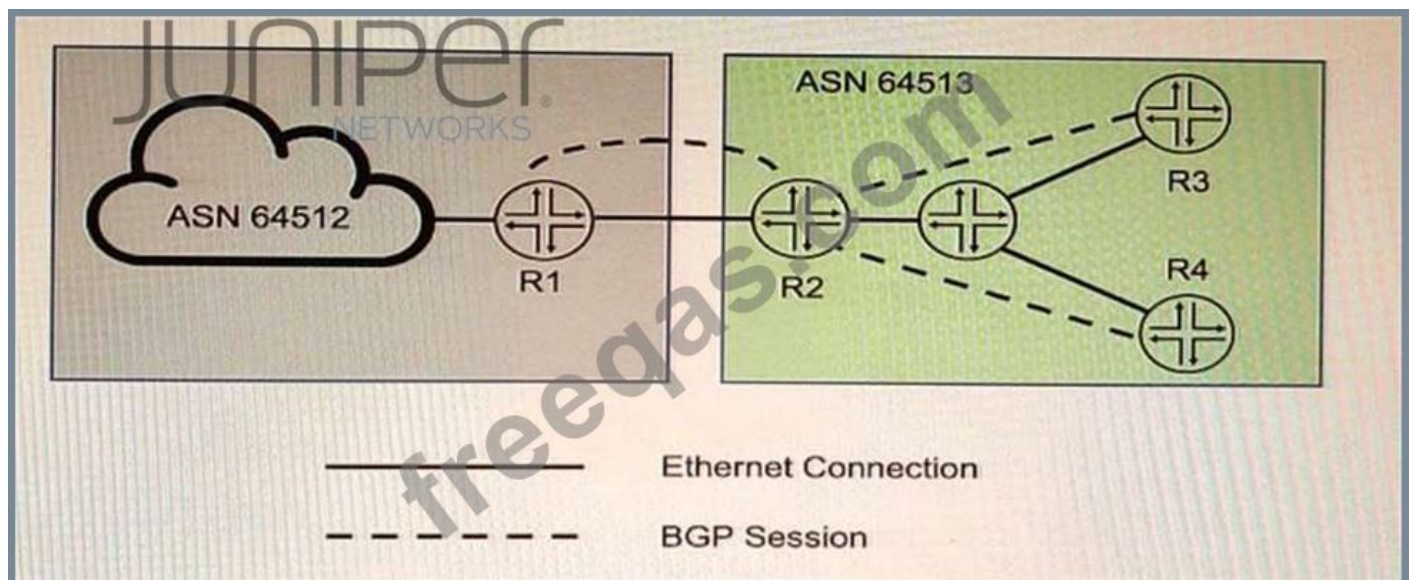 JUNIPER
NETWORKS
ASN 64513
ASN 64512
R1
R2
R3
R4
freeqas.com
Ethernet Connection
BGP Session